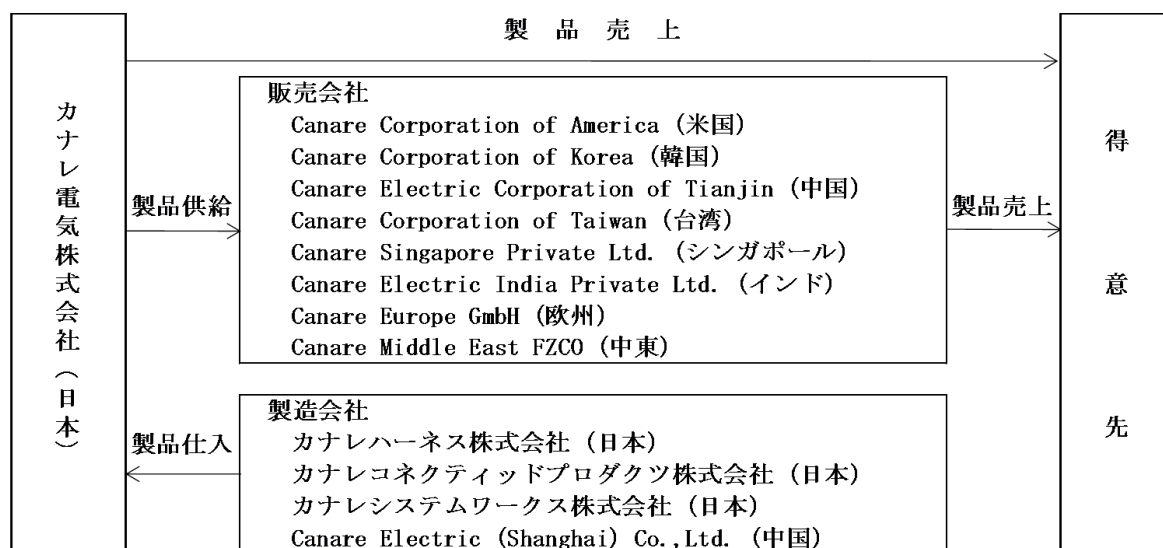 製品売上
カナレ電気株式会社(日本)
製品供給
販売会社
Canare Corporation of America (米国)
Canare Corporation of Korea (韓国)
Canare Electric Corporation of Tianjin (中国)
Canare Corporation of Taiwan (台湾)
Canare Singapore Private Ltd. (シンガポール)
Canare Electric India Private Ltd. (インド)
Canare Europe GmbH (欧州)
Canare Middle East FZCO (中東)
製品売上
得意先
製品仕入
製造会社
カナレハーネス株式会社 (日本)
カナレコネクティッドプロダクツ株式会社 (日本)
カナレシステムワークス株式会社 (日本)
Canare Electric (Shanghai) Co.,Ltd. (中国)